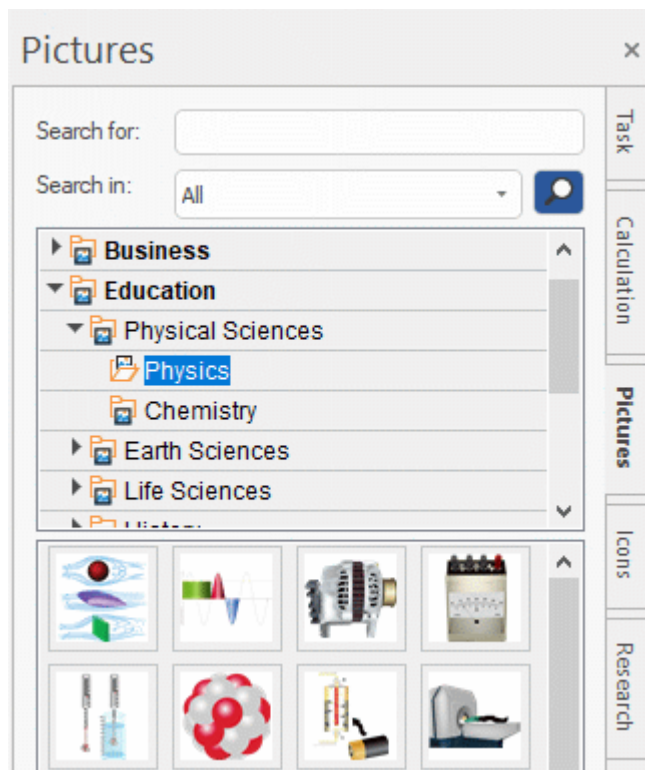 Pictures
Search for:
Search in:
All
Business
Education
Physical Sciences
Physics
Chemistry
Earth Sciences
Life Sciences
History
Task
Calculation
Pictures
Icons
Research